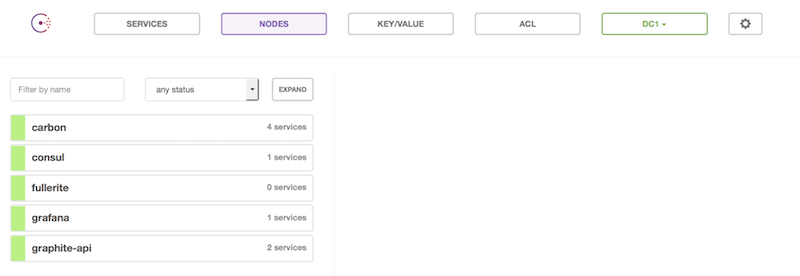 SERVICES NODES KEY/VALUE ACL DC1
Filter by name any status EXPAND
carbon 4 services
consul 1 services
fullerite 0 services
grafana 1 services
graphite-api 2 services